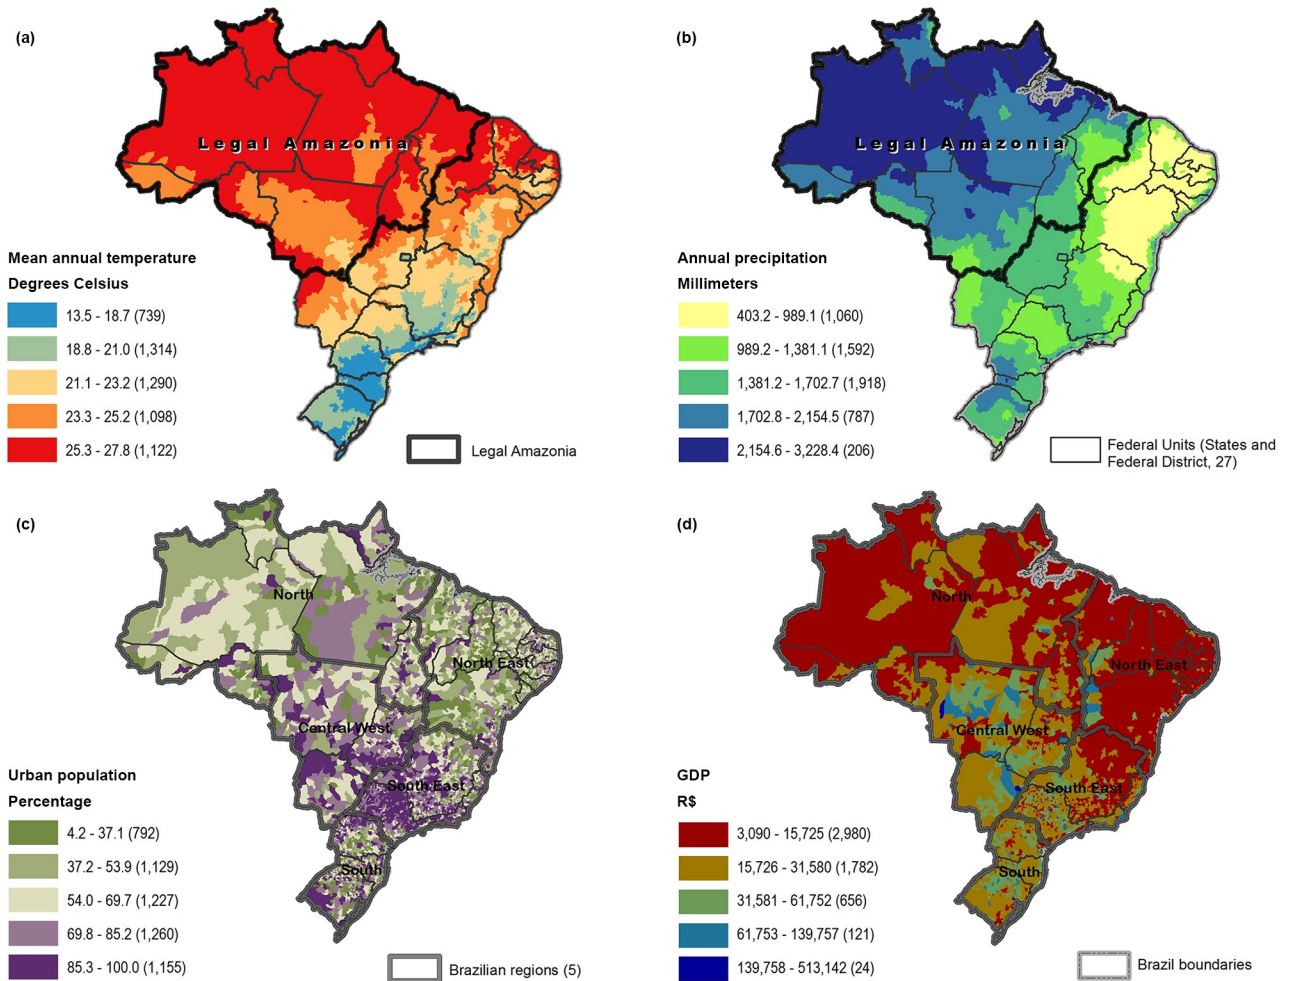 (a)
Legal Amazonia
Mean annual temperature
Degrees Celsius
13.5 - 18.7 (739)
18.8 - 21.0 (1,314)
21.1 - 23.2 (1,290)
23.3 - 25.2 (1,098)
25.3 - 27.8 (1,122)
Legal Amazonia
(b)
Legal Amazonia
Annual precipitation
Millimeters
403.2 - 989.1 (1,060)
989.2 - 1,381.1 (1,592)
1,381.2 - 1,702.7 (1,918)
1,702.8 - 2,154.5 (787)
2,154.6 - 3,228.4 (206)
Federal Units (States and
Federal District, 27)
(c)
North
North East
Central West
South East
South
Urban population
Percentage
4.2 - 37.1 (792)
37.2 - 53.9 (1,129)
54.0 - 69.7 (1,227)
69.8 - 85.2 (1,260)
85.3 - 100.0 (1,155)
Brazilian regions (5)
(d)
North
North East
Central West
South East
South
GDP
R$
3,090 - 15,725 (2,980)
15,726 - 31,580 (1,782)
31,581 - 61,752 (656)
61,753 - 139,757 (121)
139,758 - 513,142 (24)
Brazil boundaries